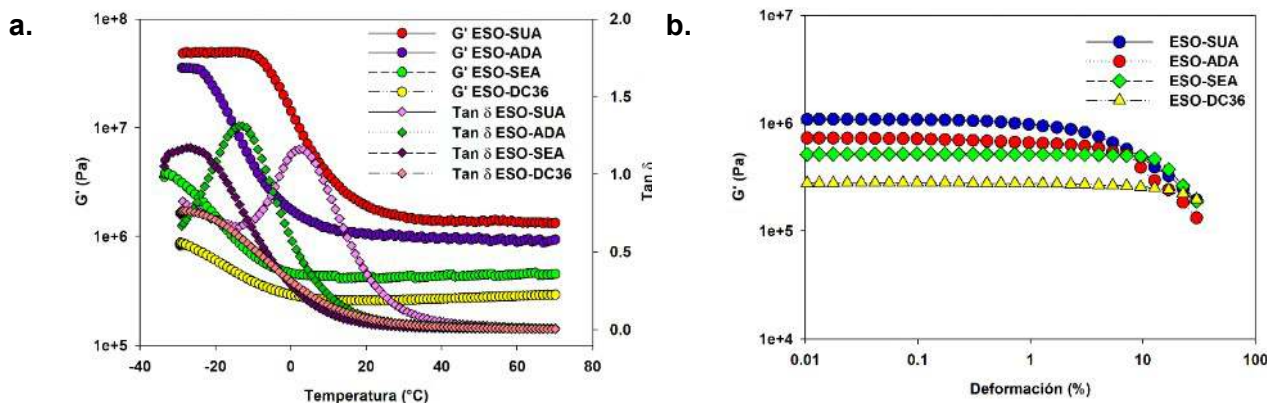 a.
1e+8
1e+7
1e+6
1e+5
G' (Pa)
2.0
1.5
1.0
0.5
0.0
Tan δ
G' ESO-SUA
G' ESO-ADA
G' ESO-SEA
G' ESO-DC36
Tan δ ESO-SUA
Tan δ ESO-ADA
Tan δ ESO-SEA
Tan δ ESO-DC36
-40 -20 0 20 40 60 80
Temperatura (°C)
b.
1e+7
1e+6
1e+5
1e+4
G' (Pa)
ESO-SUA
ESO-ADA
ESO-SEA
ESO-DC36
0.01 0.1 1 10 100
Deformación (%)